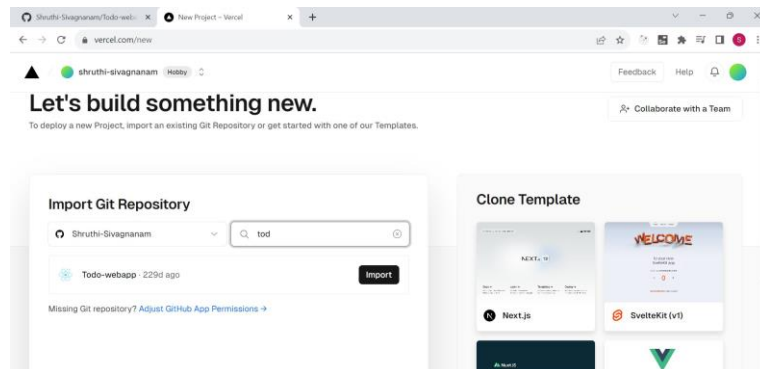 Shruthi-Sivagnanam/Todo-web
New Project – Vercel
vercel.com/new
shruthi-sivagnanam
Hobby
Feedback
Help
Let's build something new.
To deploy a new Project, import an existing Git Repository or get started with one of our Templates.
Collaborate with a Team
Import Git Repository
Shruthi-Sivagnanam
tod
Todo-webapp · 229d ago
Import
Missing Git repository? Adjust GitHub App Permissions →
Clone Template
NEXT.
WELCOME
Next.js
SvelteKit (v1)